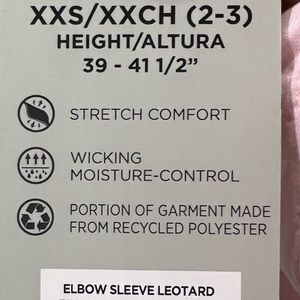 XXS/XXCH (2-3)
HEIGHT/ALTURA
39 - 41 1/2”
STRETCH COMFORT
WICKING
MOISTURE-CONTROL
PORTION OF GARMENT MADE
FROM RECYCLED POLYESTER
ELBOW SLEEVE LEOTARD